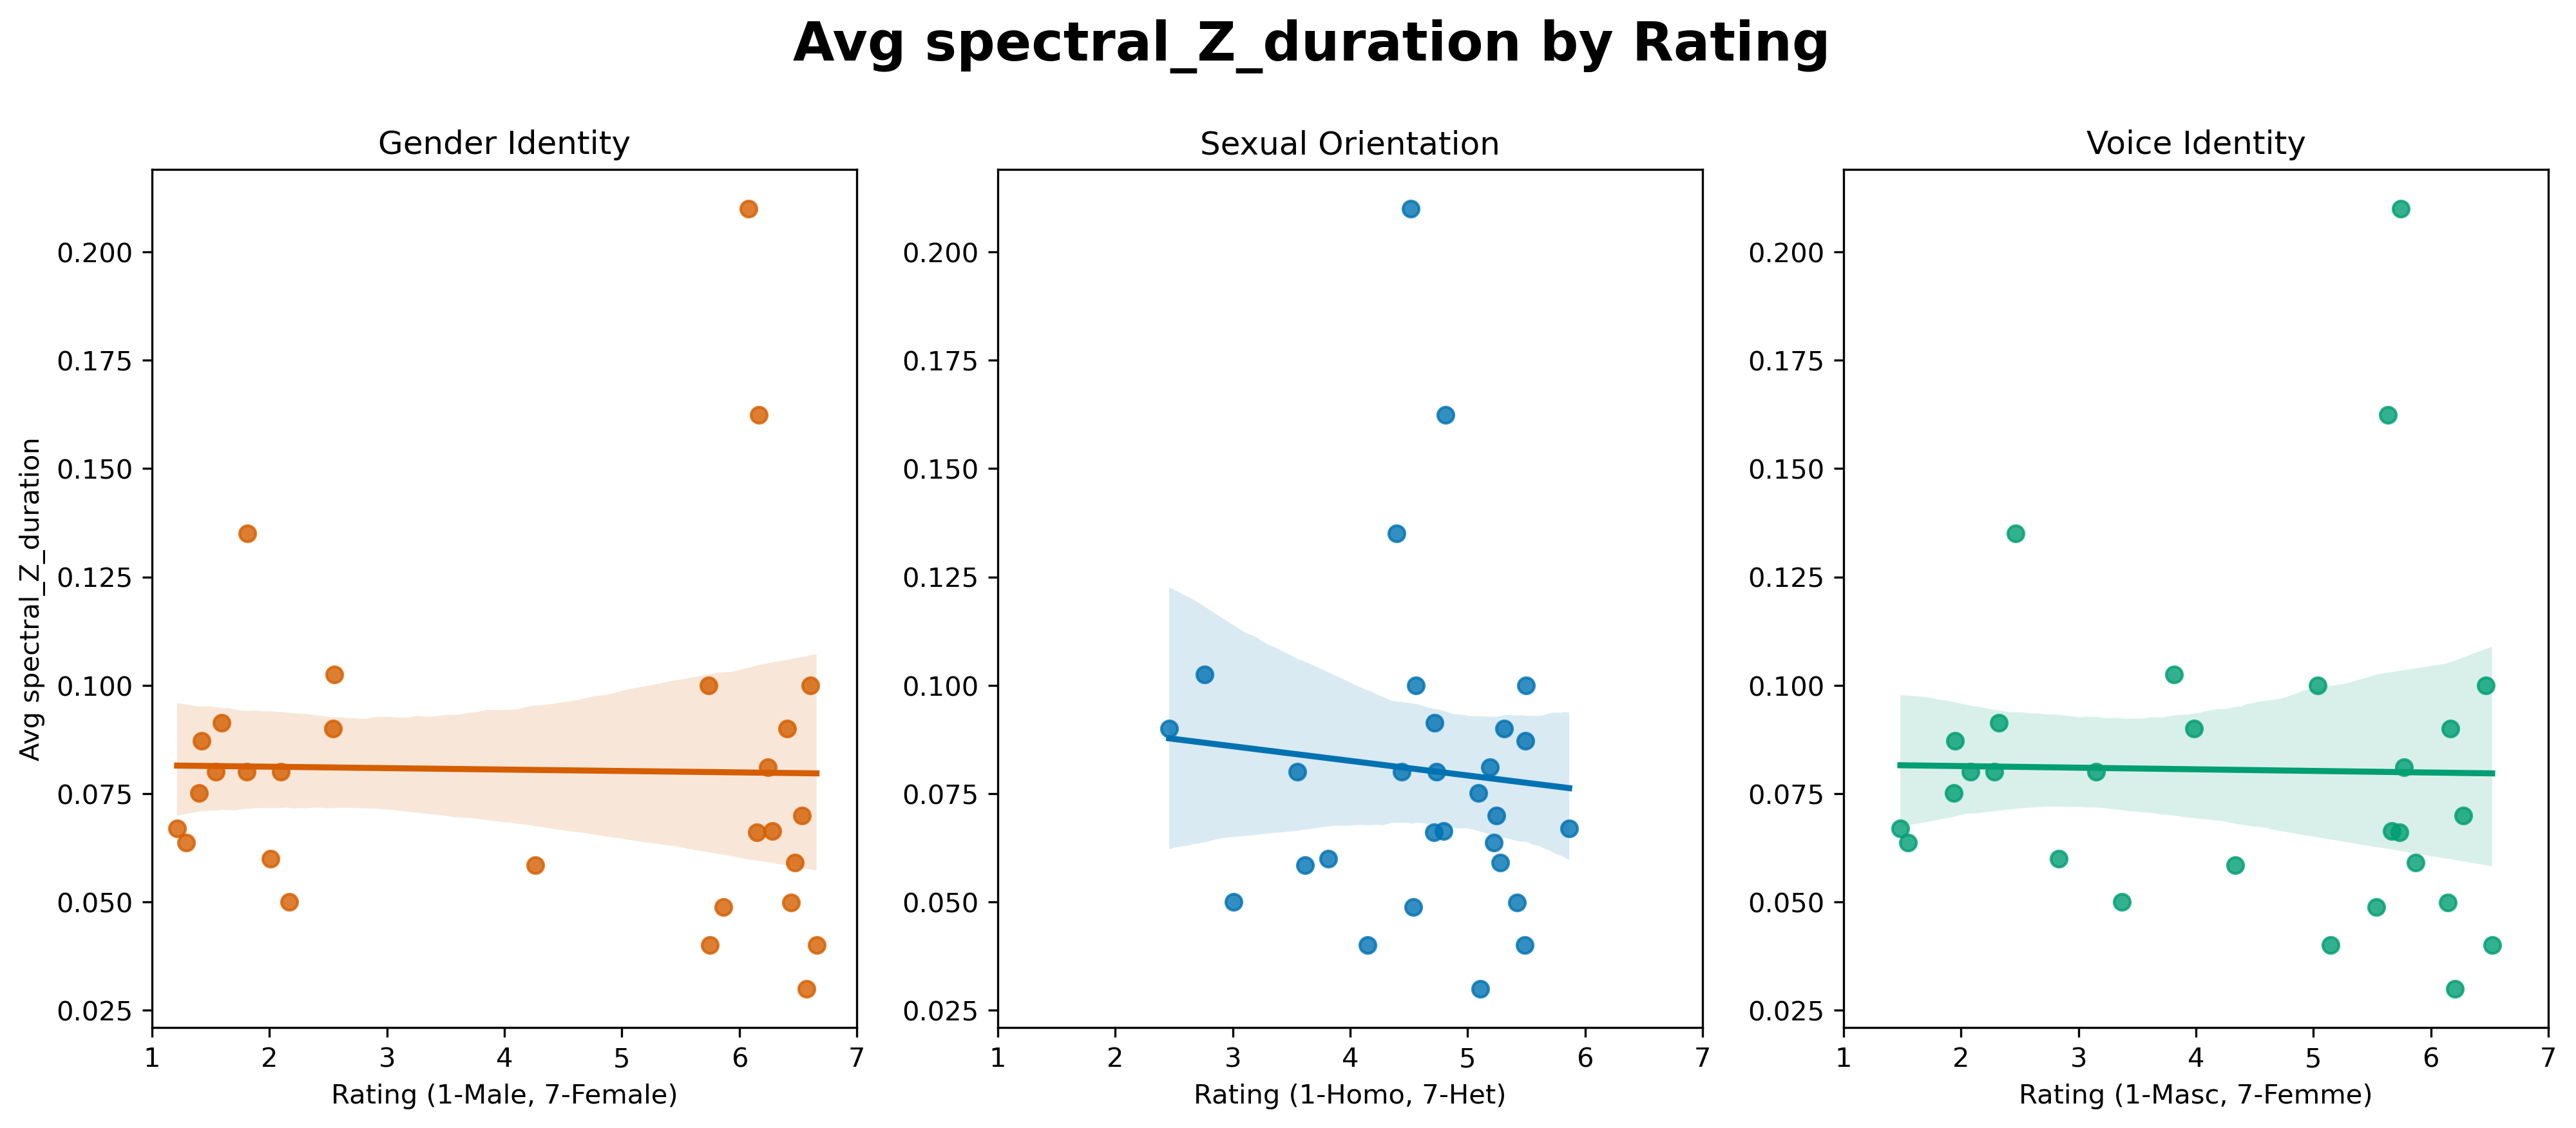 Avg spectral_Z_duration by Rating
Gender Identity
Avg spectral_Z_duration
0.200
0.175
0.150
0.125
0.100
0.075
0.050
0.025
1 2 3 4 5 6 7
Rating (1-Male, 7-Female)
Sexual Orientation
0.200
0.175
0.150
0.125
0.100
0.075
0.050
0.025
1 2 3 4 5 6 7
Rating (1-Homo, 7-Het)
Voice Identity
0.200
0.175
0.150
0.125
0.100
0.075
0.050
0.025
1 2 3 4 5 6 7
Rating (1-Masc, 7-Femme)